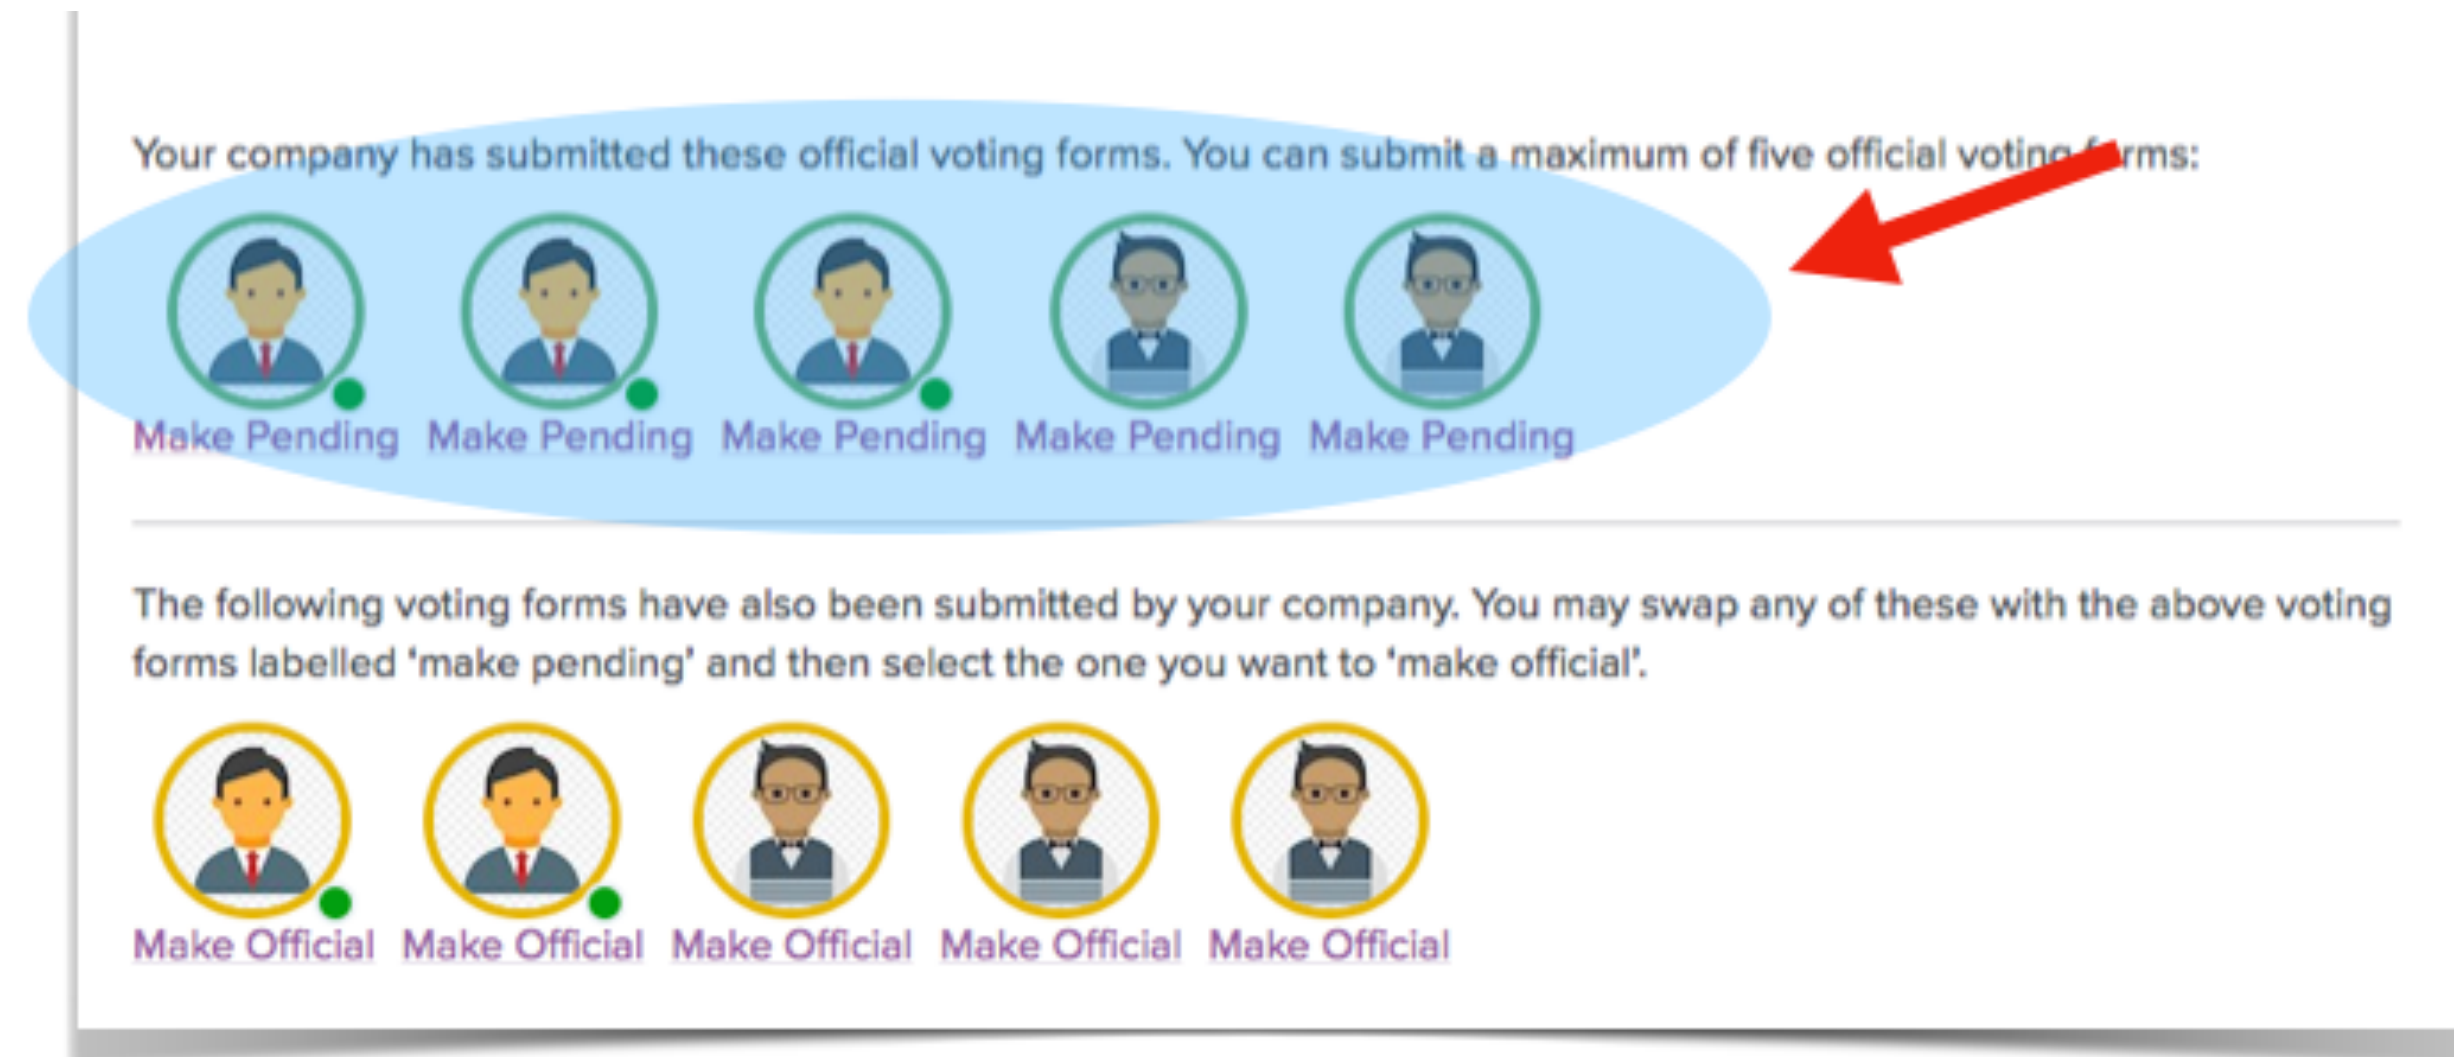 Your company has submitted these official voting forms. You can submit a maximum of five official voting forms:
Make Pending Make Pending Make Pending Make Pending Make Pending
The following voting forms have also been submitted by your company. You may swap any of these with the above voting
forms labelled ‘make pending’ and then select the one you want to ‘make official’.
Make Official Make Official Make Official Make Official Make Official